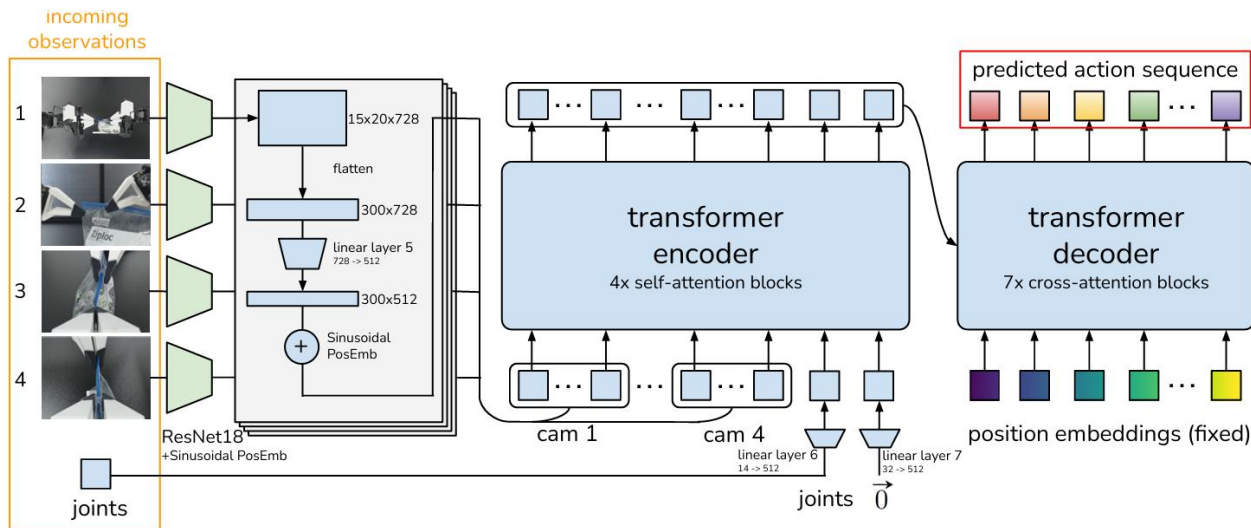 incoming
observations
1
2
3
4
Ziploc
joints
ResNet18
+Sinusoidal PosEmb
15x20x728
flatten
300x728
linear layer 5
728 -> 512
300x512
+
Sinusoidal
PosEmb
...
...
...
transformer
encoder
4x self-attention blocks
...
...
...
cam 1
cam 4
linear layer 6
14 -> 512
linear layer 7
32 -> 512
joints
0
predicted action sequence
...
transformer
decoder
7x cross-attention blocks
...
position embeddings (fixed)